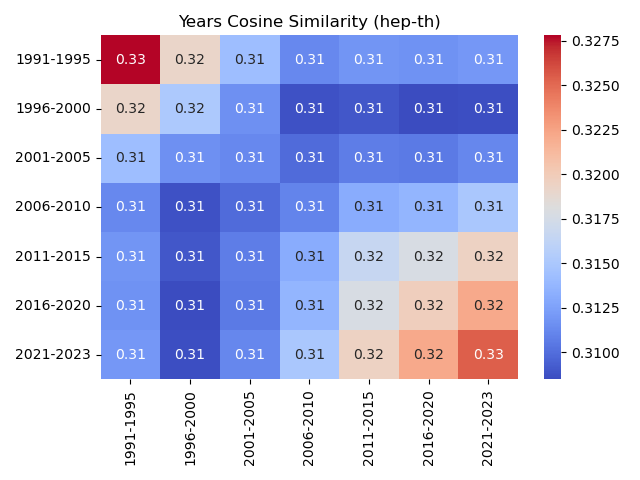 Years Cosine Similarity (hep-th)
1991-1995 0.33 0.32 0.31 0.31 0.31 0.31 0.31
1996-2000 0.32 0.32 0.31 0.31 0.31 0.31 0.31
2001-2005 0.31 0.31 0.31 0.31 0.31 0.31 0.31
2006-2010 0.31 0.31 0.31 0.31 0.31 0.31 0.31
2011-2015 0.31 0.31 0.31 0.31 0.32 0.32 0.32
2016-2020 0.31 0.31 0.31 0.31 0.32 0.32 0.32
2021-2023 0.31 0.31 0.31 0.31 0.32 0.32 0.33
1991-1995 1996-2000 2001-2005 2006-2010 2011-2015 2016-2020 2021-2023
0.3275
0.3250
0.3225
0.3200
0.3175
0.3150
0.3125
0.3100